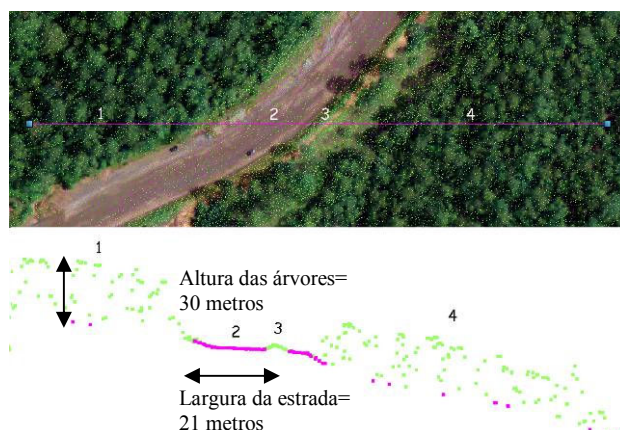 1 2 3 4
1
Altura das árvores=
30 metros
2 3 4
Largura da estrada=
21 metros